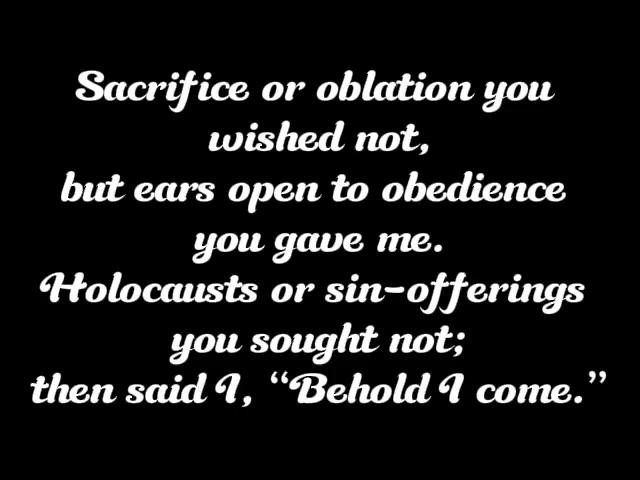 Sacrifice or oblation you
wished not,
but ears open to obedience
you gave me.
Holocausts or sin-offerings
you sought not;
then said I, “Behold I come.”